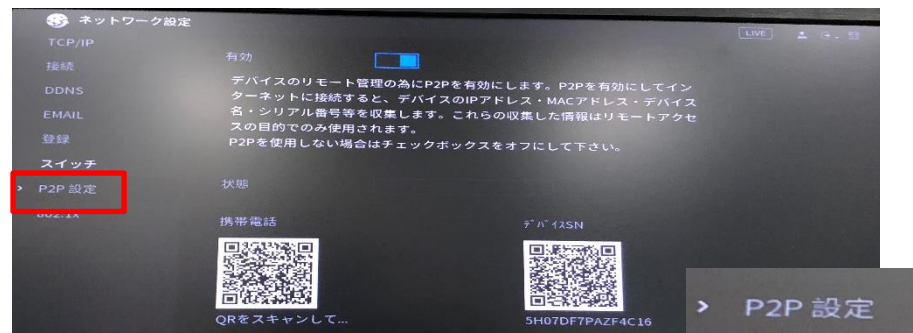 ネットワーク設定
LIVE
TCP/IP
接続
DDNS
EMAIL
登録
スイッチ
P2P 設定
802.1x
有効
デバイスのリモート管理の為にP2Pを有効にします。P2Pを有効にしてイン
ターネットに接続すると、デバイスのIPアドレス・MACアドレス・デバイス
名・シリアル番号等を収集します。これらの収集した情報はリモートアクセ
スの目的でのみ使用されます。
P2Pを使用しない場合はチェックボックスをオフにして下さい。
状態
携帯電話
QRをスキャンして...
ﾃﾞﾊﾞｲｽSN
5H07DF7PAZF4C16
P2P 設定